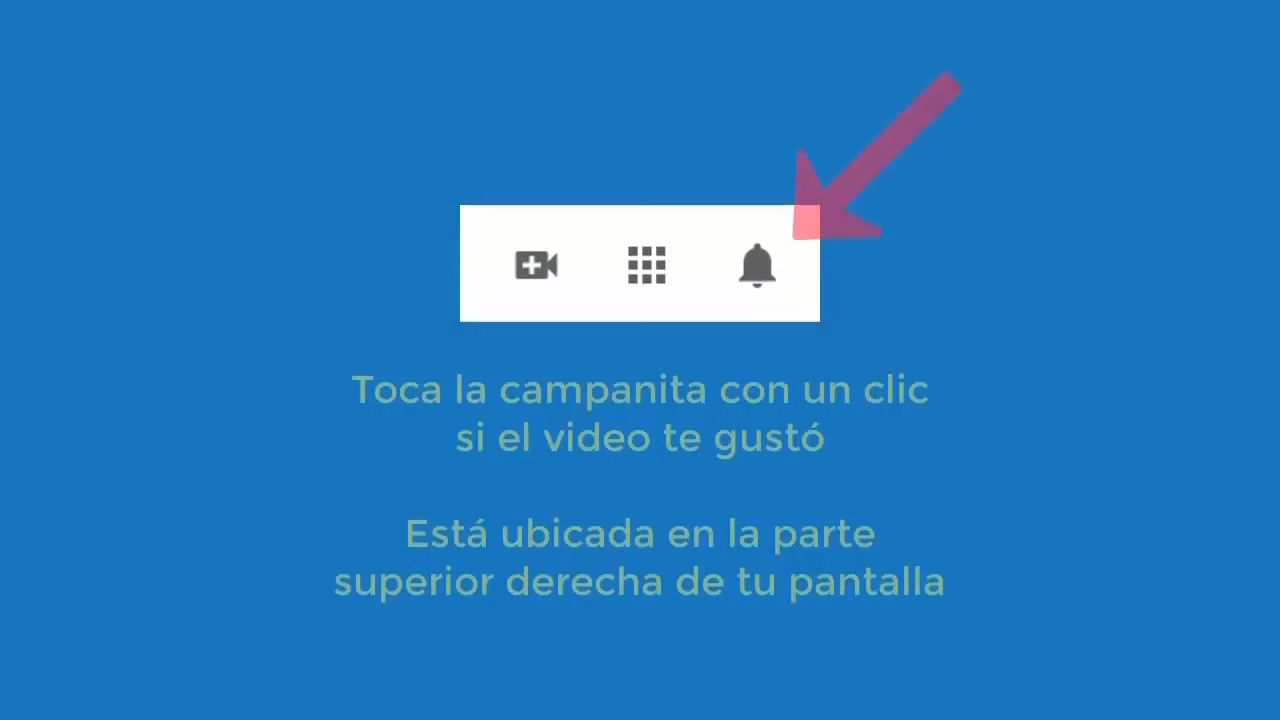 Toca la campanita con un clic
si el video te gustó
Está ubicada en la parte
superior derecha de tu pantalla